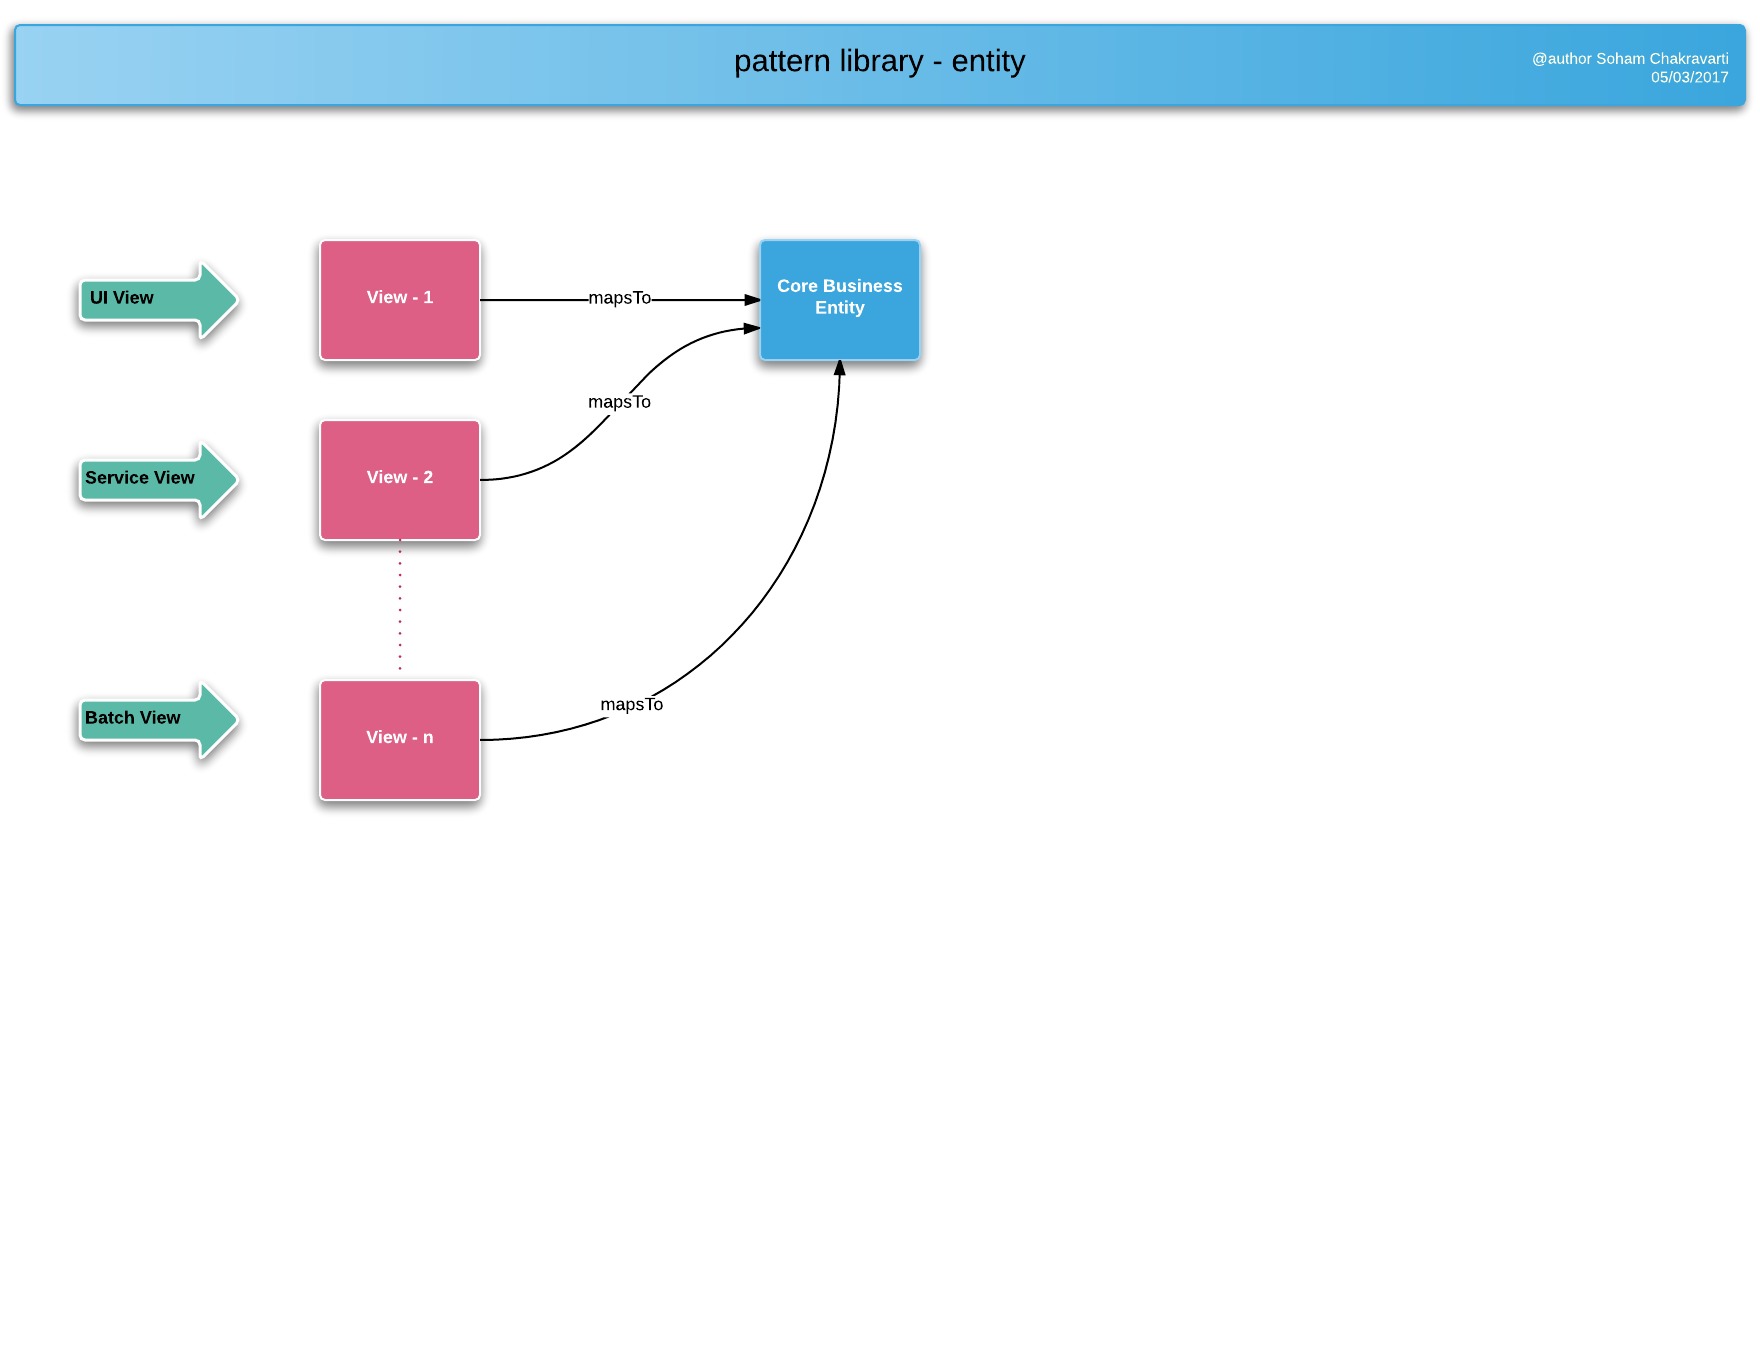 pattern library - entity
@author Soham Chakravarti
05/03/2017
UI View
View - 1
mapsTo
Core Business
Entity
mapsTo
Service View
View - 2
mapsTo
Batch View
View - n